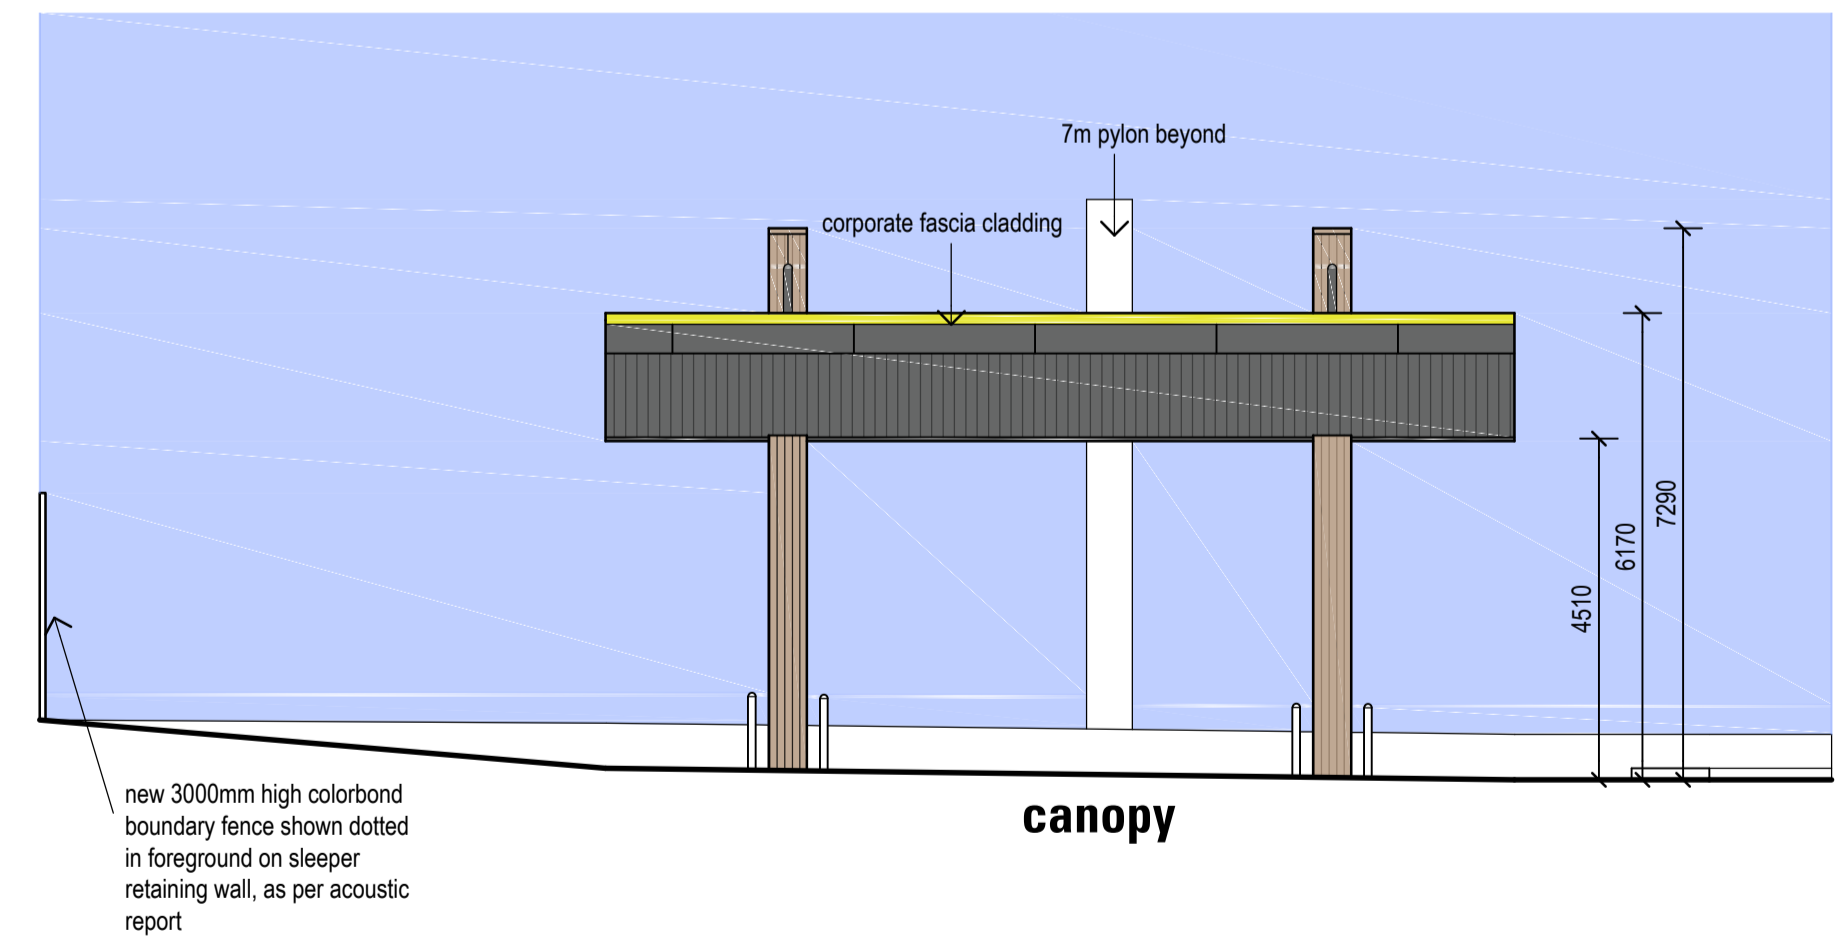 7m pylon beyond
corporate fascia cladding
7290
6170
4510
canopy
new 3000mm high colorbond
boundary fence shown dotted
in foreground on sleeper
retaining wall, as per acoustic
report